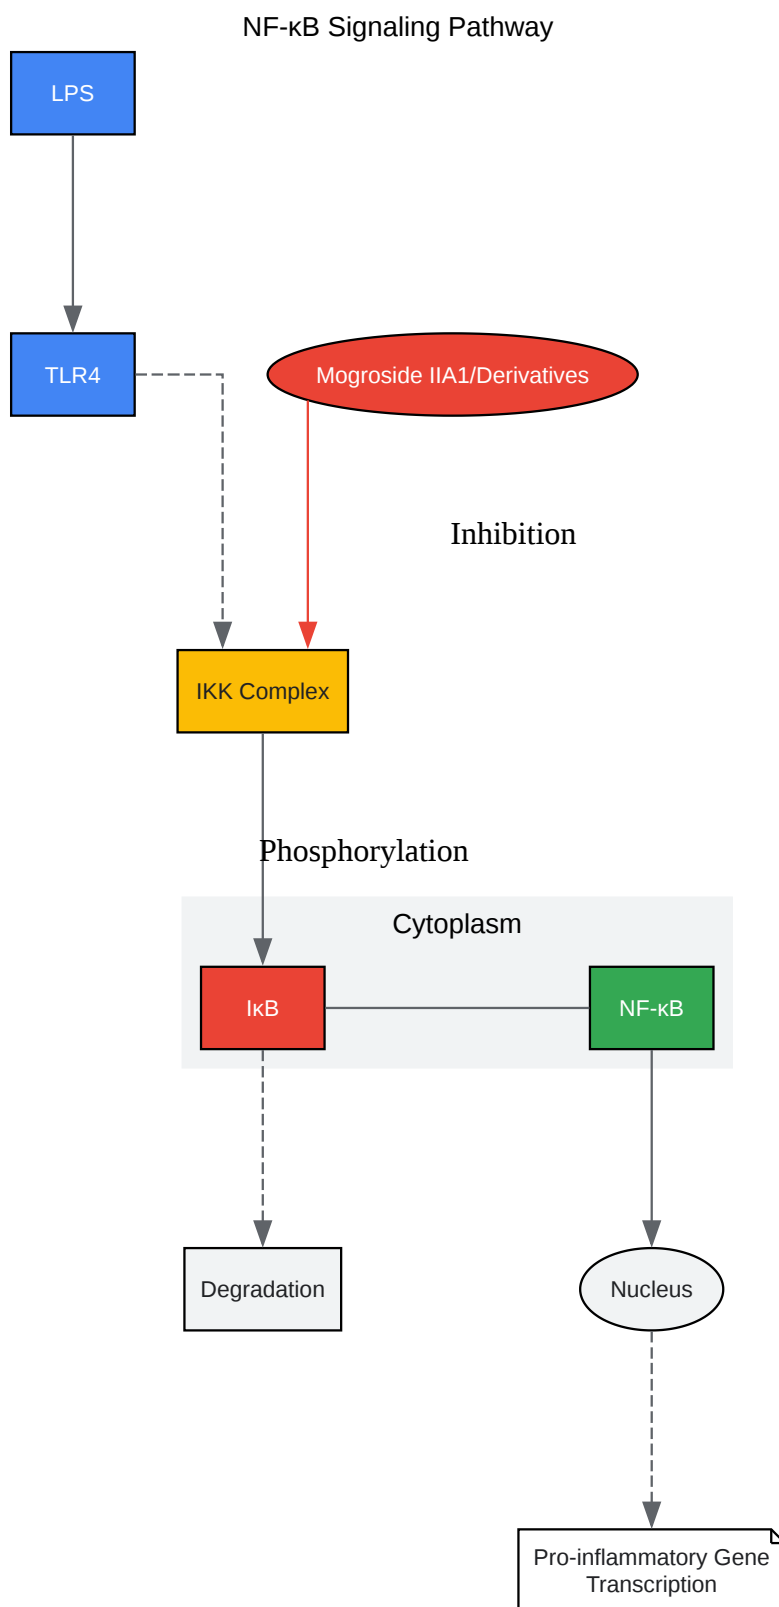 NF-κB Signaling Pathway
LPS
TLR4
Mogroside IIA1/Derivatives
Inhibition
IKK Complex
Phosphorylation
Cytoplasm
IκB
NF-κB
Degradation
Nucleus
Pro-inflammatory Gene
Transcription